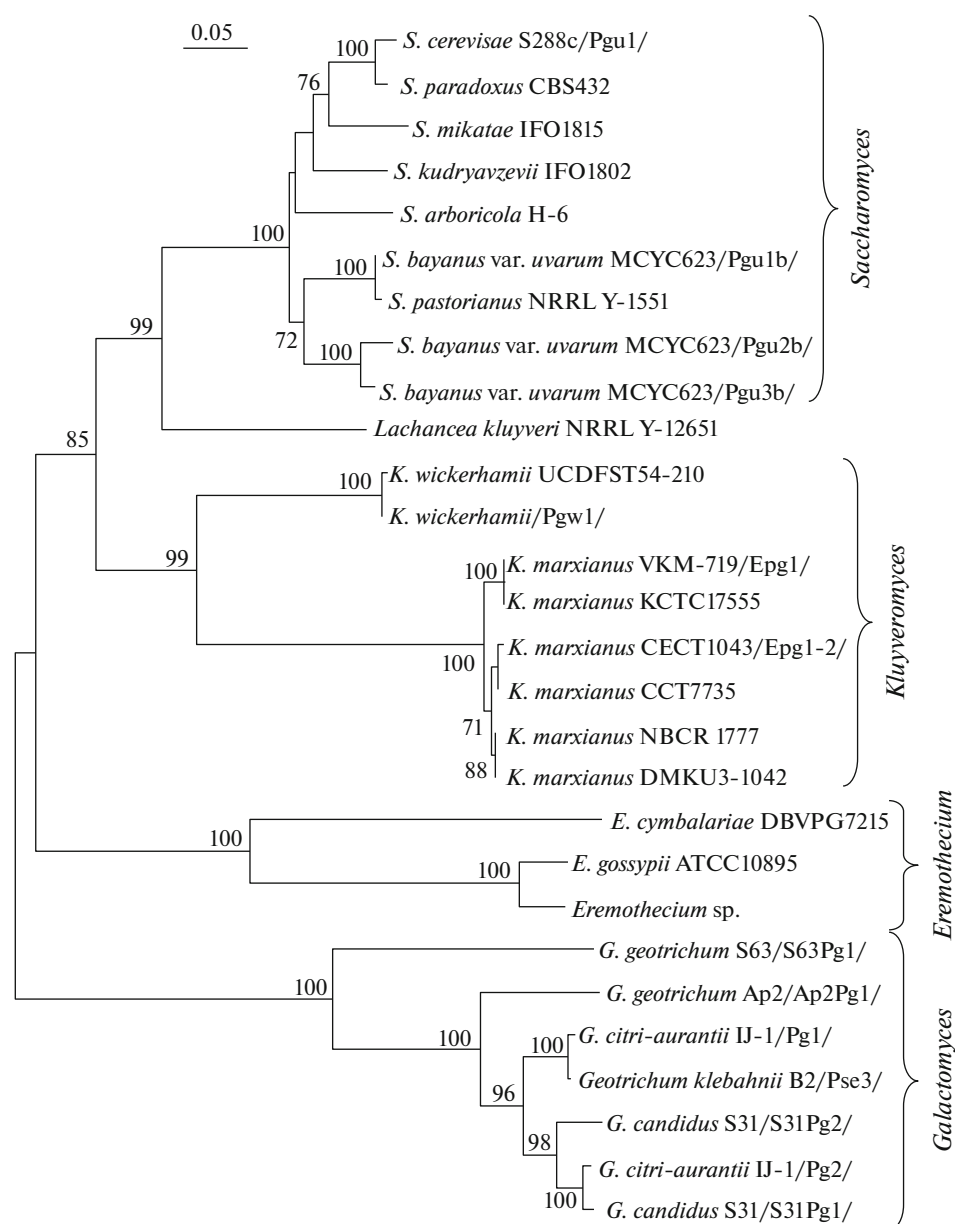 0.05
100
S. cerevisae S288c/Pgu1/
S. paradoxus CBS432
76
S. mikatae IFO1815
S. kudryavzevii IFO1802
S. arboricola H-6
100
100
S. bayanus var. uvarum MCYC623/Pgu1b/
S. pastorianus NRRL Y-1551
72
100
S. bayanus var. uvarum MCYC623/Pgu2b/
S. bayanus var. uvarum MCYC623/Pgu3b/
Saccharomyces
99
Lachancea kluyveri NRRL Y-12651
85
100
K. wickerhamii UCDFST54-210
K. wickerhamii/Pgw1/
99
100
K. marxianus VKM-719/Epg1/
K. marxianus KCTC17555
100
K. marxianus CECT1043/Epg1-2/
K. marxianus CCT7735
71
K. marxianus NBCR 1777
88
K. marxianus DMKU3-1042
Kluyveromyces
100
E. cymbalariae DBVPG7215
100
E. gossypii ATCC10895
Eremothecium sp.
Eremothecium
100
G. geotrichum S63/S63Pg1/
100
G. geotrichum Ap2/Ap2Pg1/
100
G. citri-aurantii IJ-1/Pg1/
Geotrichum klebahnii B2/Pse3/
96
98
G. candidus S31/S31Pg2/
100
G. citri-aurantii IJ-1/Pg2/
G. candidus S31/S31Pg1/
Galactomyces